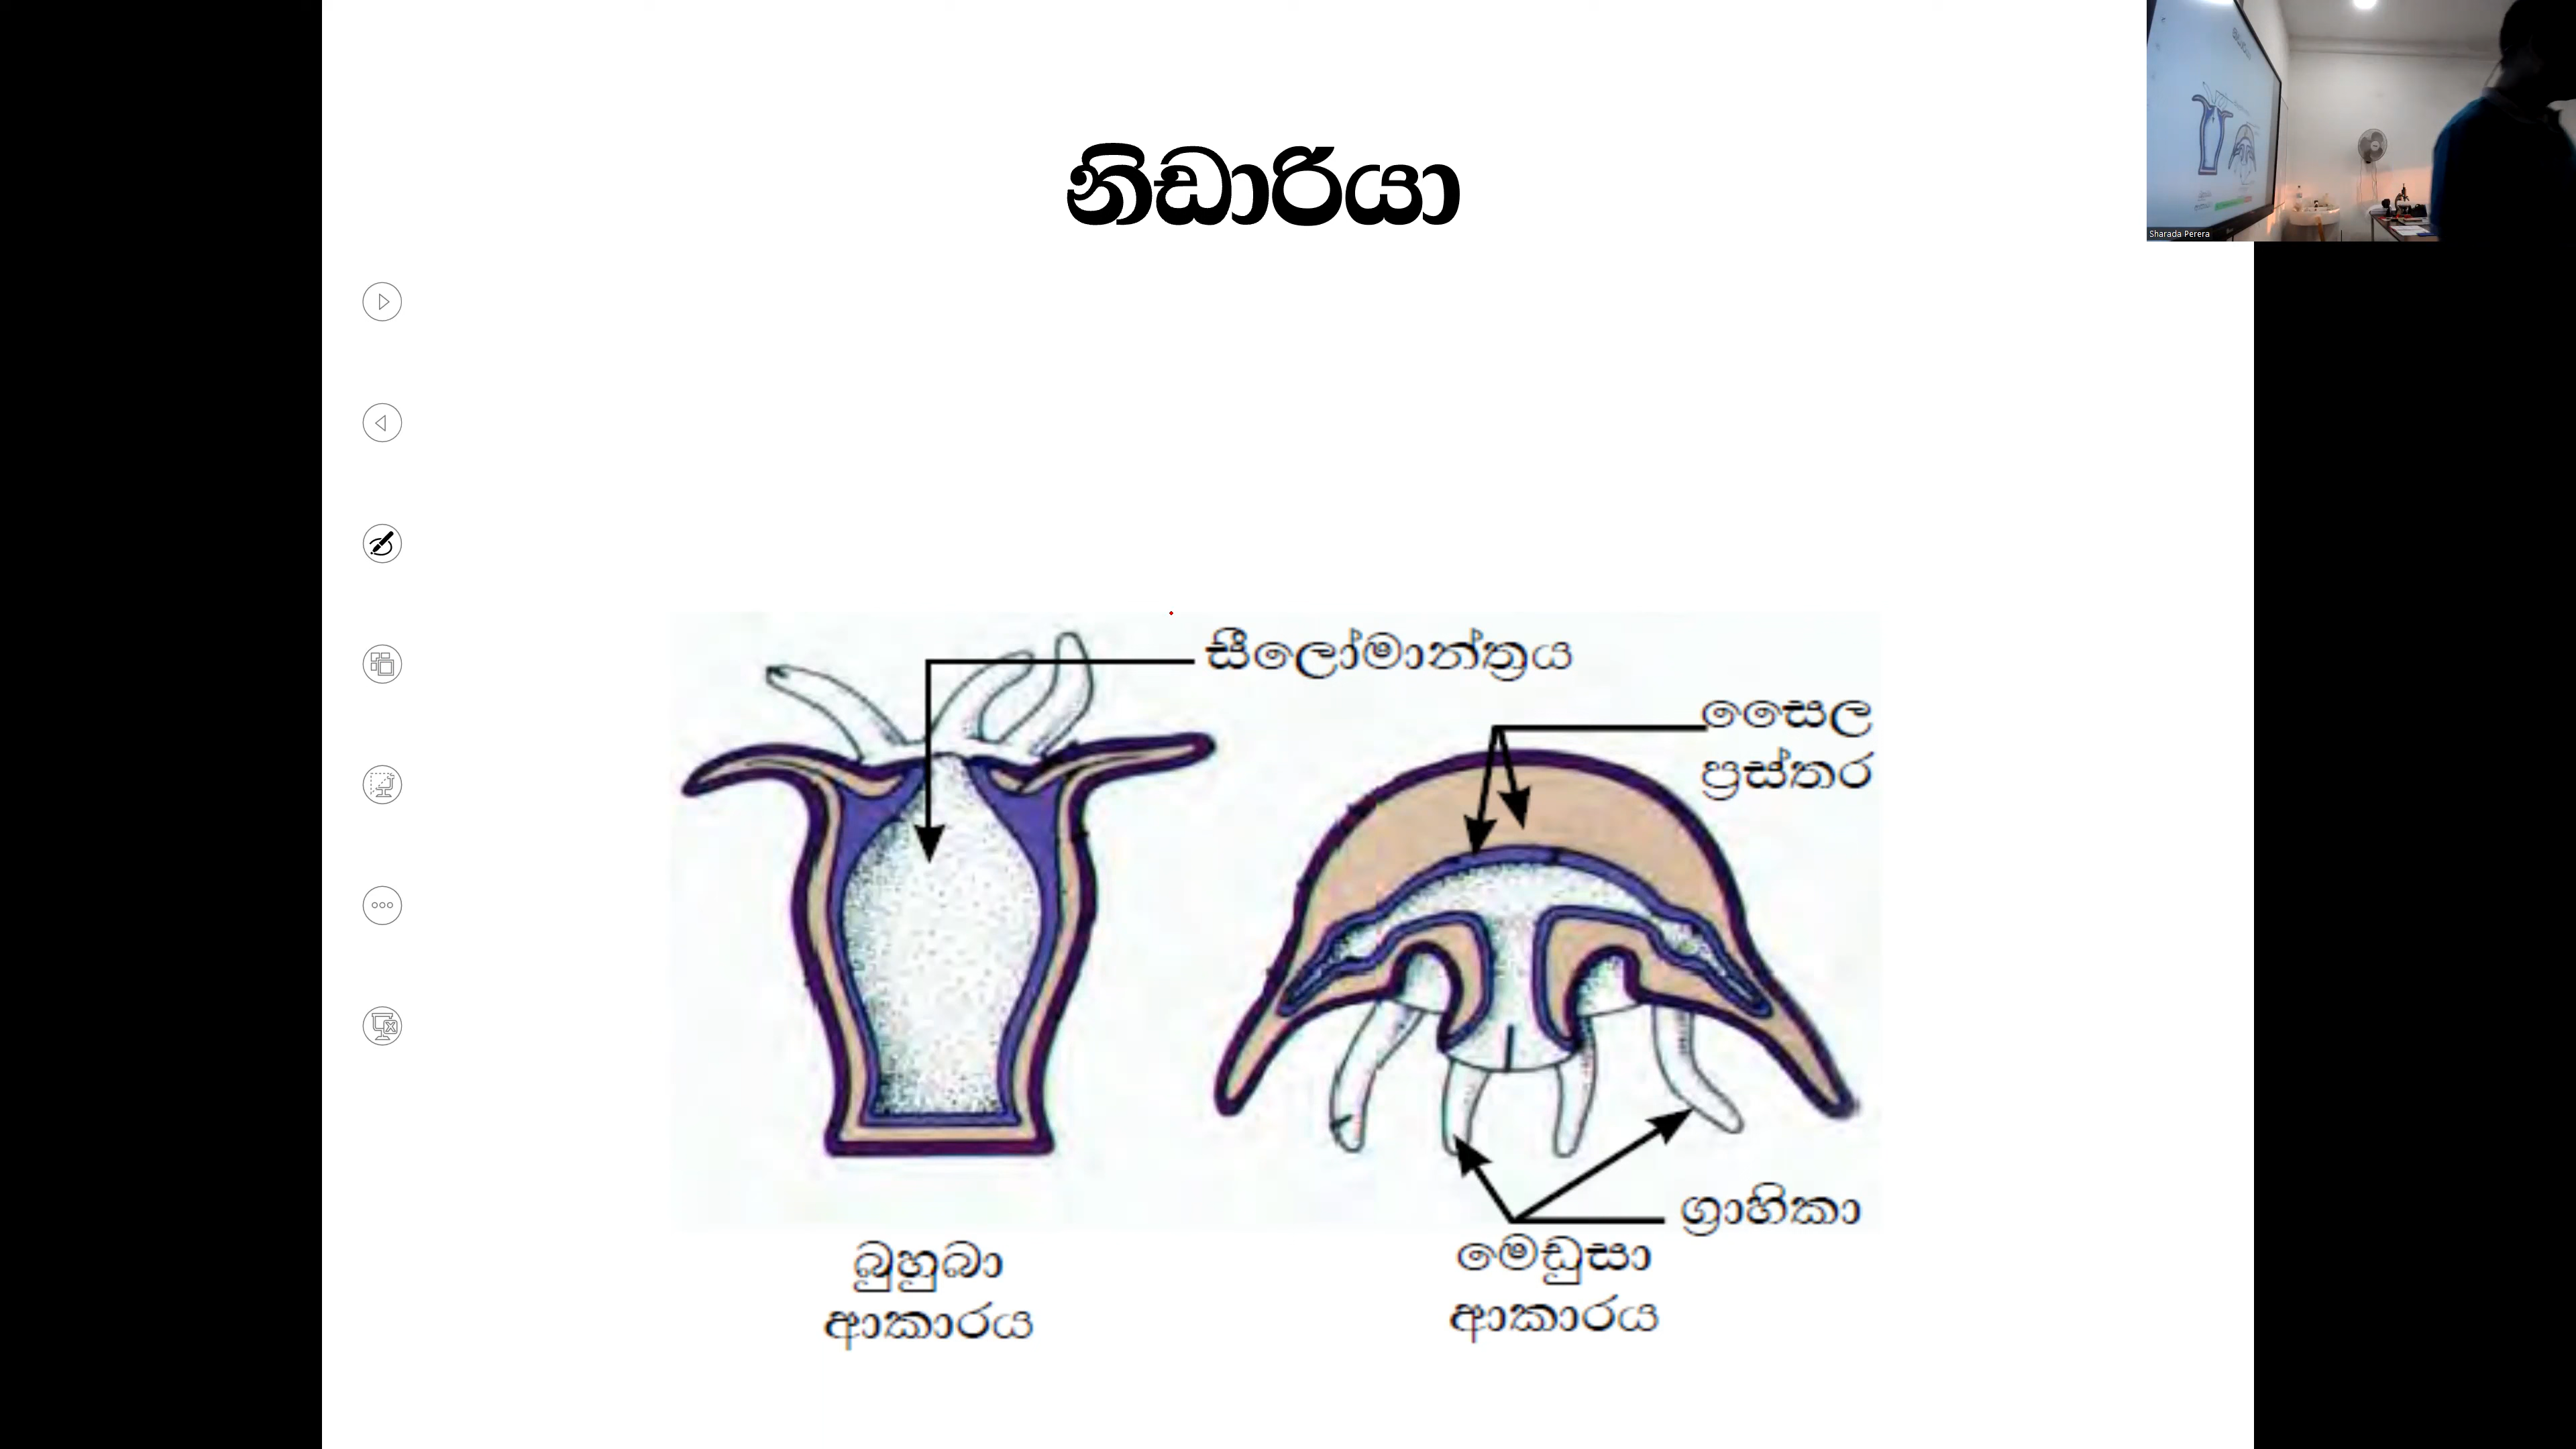 නිඩාරියා
Sharada Perera
සීලෝමාන්ත්‍රය
සෛල
ප්‍රස්තර
ග්‍රාහිකා
බුහුබා
ආකාරය
මෙඩුසා
ආකාරය